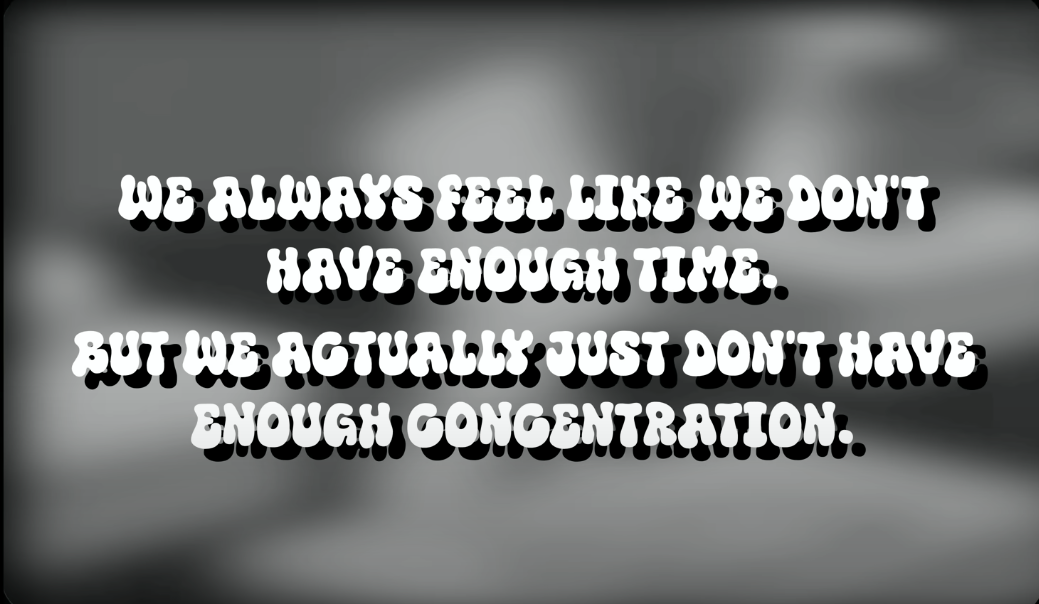 WE ALWAYS FEEL LIKE WE DON'T
HAVE ENOUGH TIME.
BUT WE ACTUALLY JUST DON'T HAVE
ENOUGH CONCENTRATION.